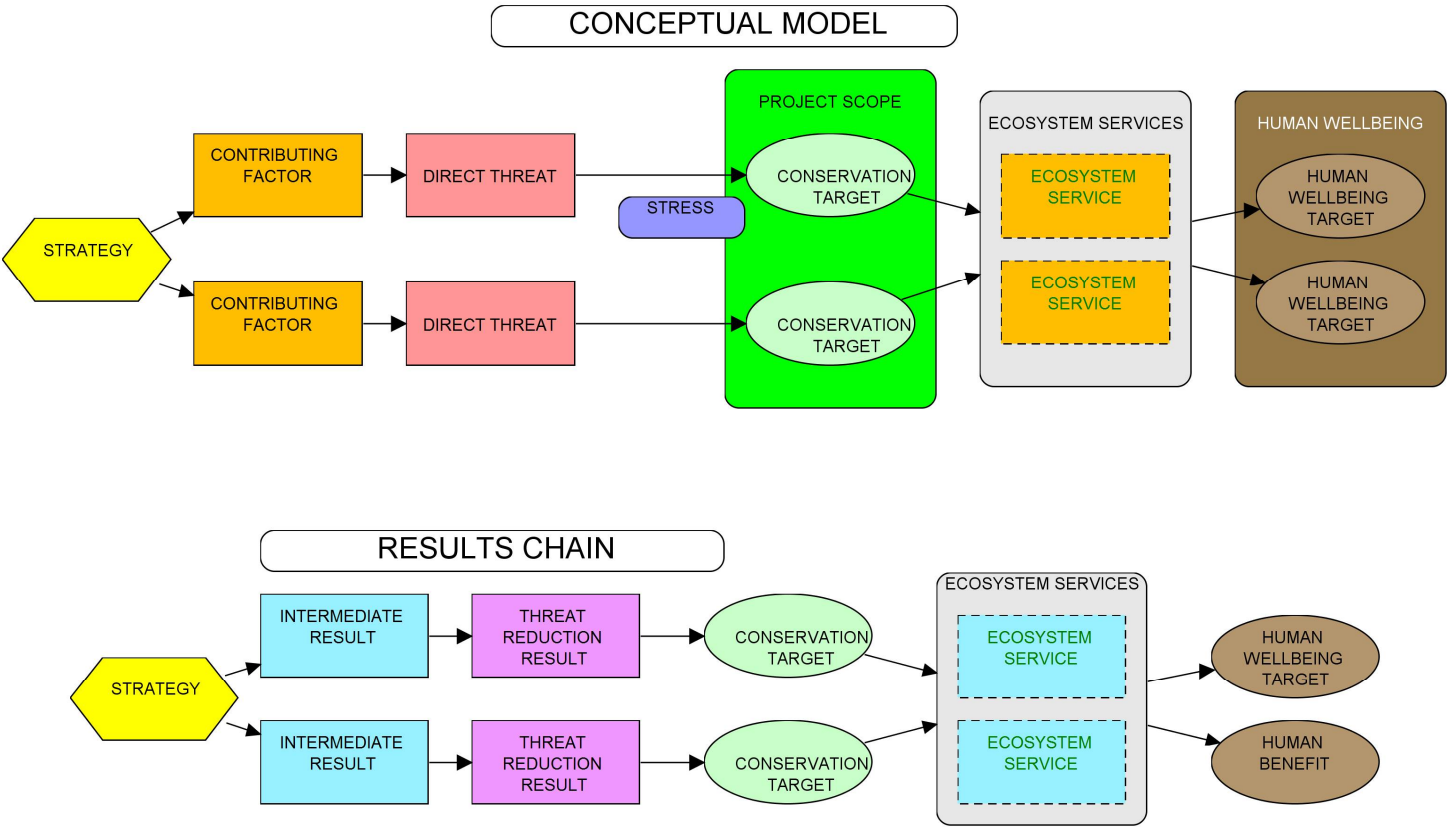 CONCEPTUAL MODEL
PROJECT SCOPE
ECOSYSTEM SERVICES
HUMAN WELLBEING
STRATEGY
CONTRIBUTING
FACTOR
DIRECT THREAT
STRESS
CONSERVATION
TARGET
ECOSYSTEM
SERVICE
HUMAN
WELLBEING
TARGET
CONTRIBUTING
FACTOR
DIRECT THREAT
CONSERVATION
TARGET
ECOSYSTEM
SERVICE
HUMAN
WELLBEING
TARGET
RESULTS CHAIN
ECOSYSTEM SERVICES
STRATEGY
INTERMEDIATE
RESULT
THREAT
REDUCTION
RESULT
CONSERVATION
TARGET
ECOSYSTEM
SERVICE
HUMAN
WELLBEING
TARGET
INTERMEDIATE
RESULT
THREAT
REDUCTION
RESULT
CONSERVATION
TARGET
ECOSYSTEM
SERVICE
HUMAN
BENEFIT